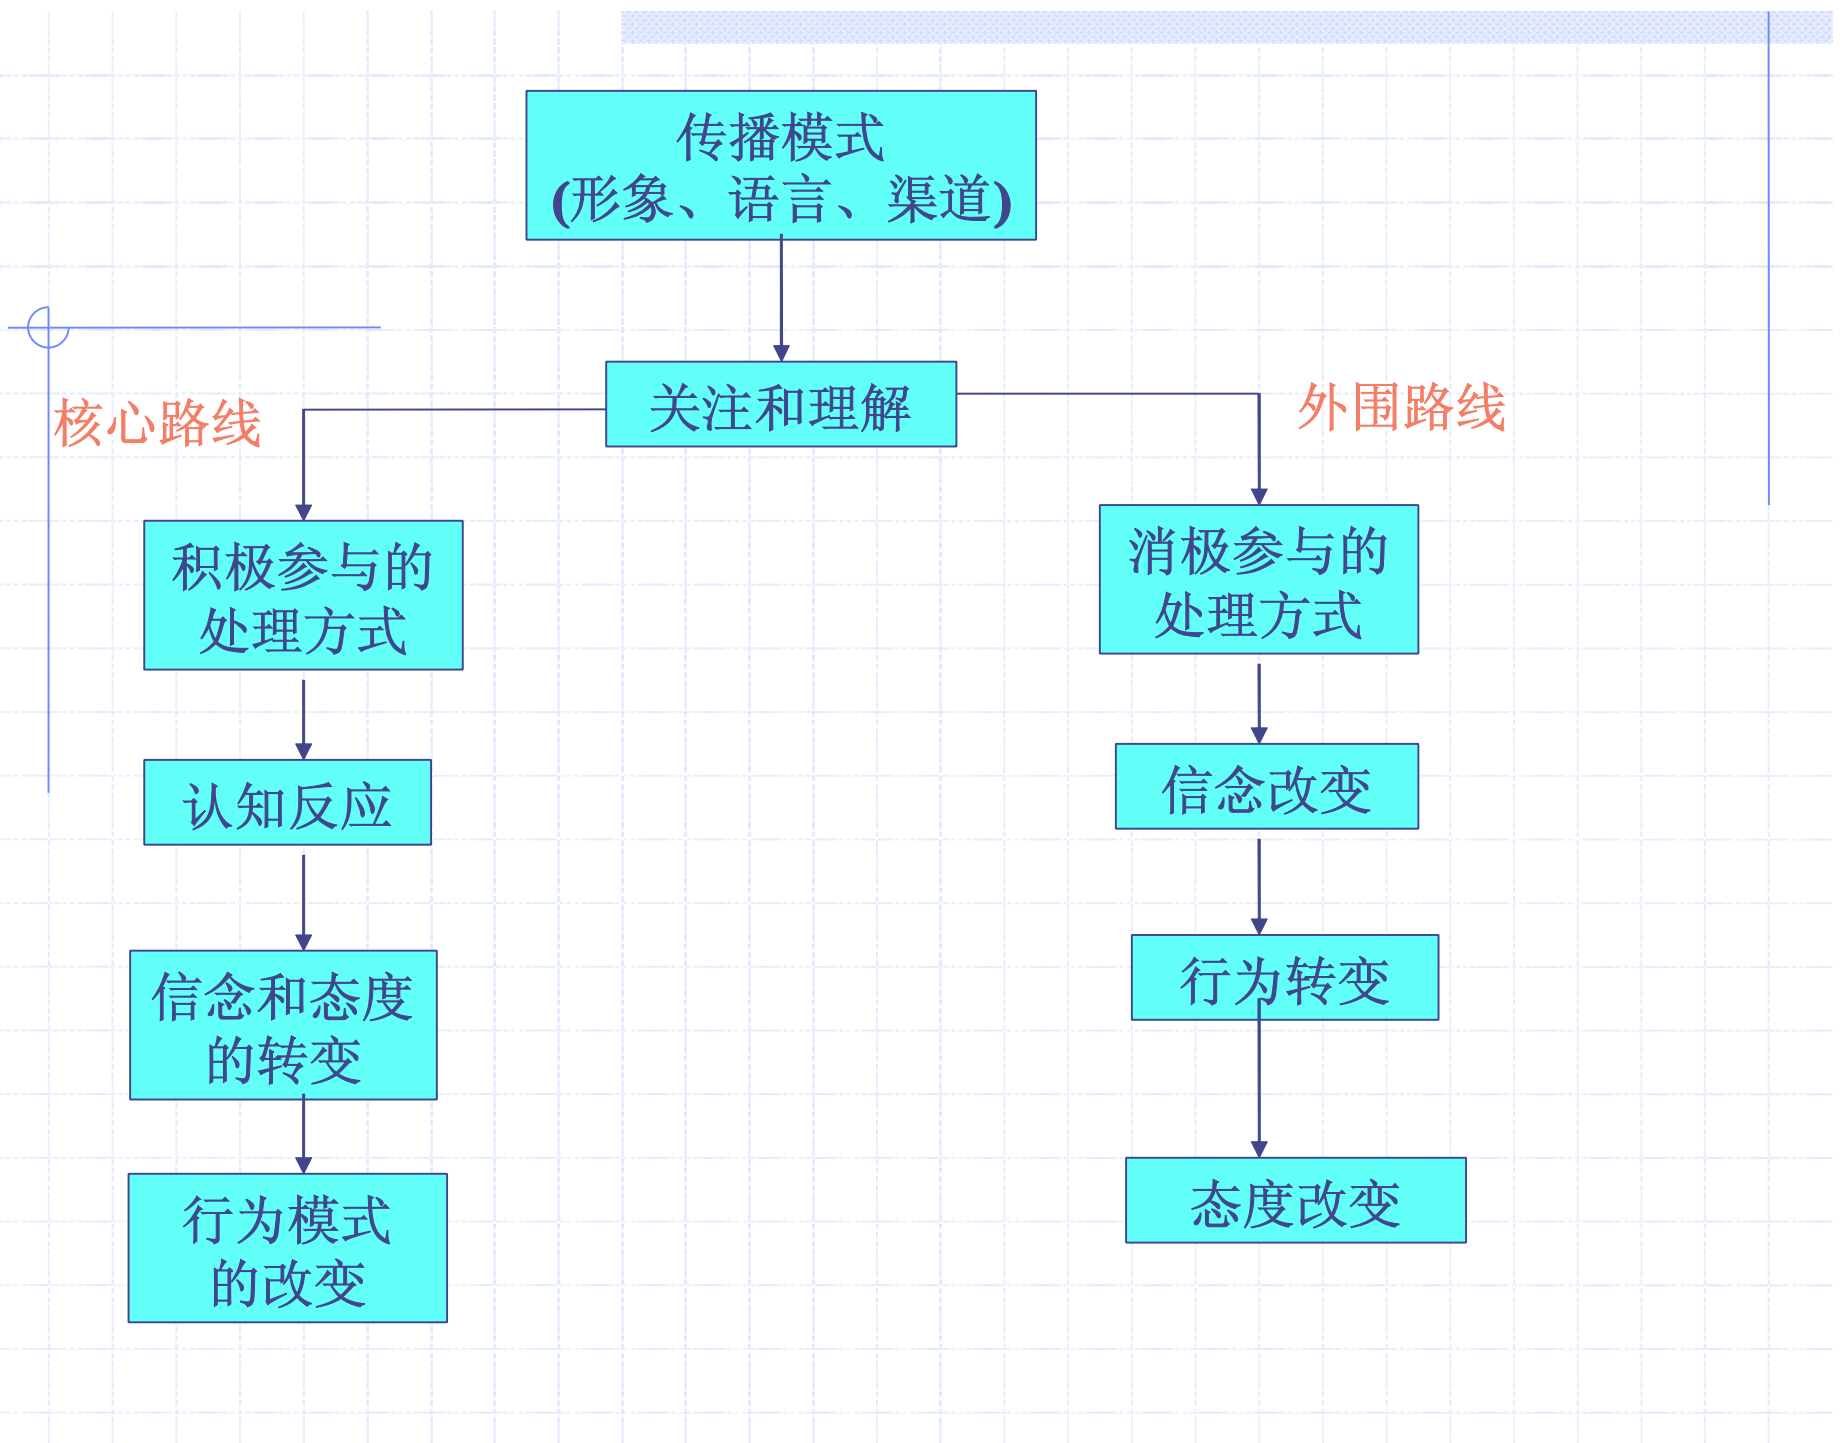 传播模式
(形象、语言、渠道)
关注和理解
核心路线
外围路线
积极参与的
处理方式
认知反应
信念和态度
的转变
行为模式
的改变
消极参与的
处理方式
信念改变
行为转变
态度改变